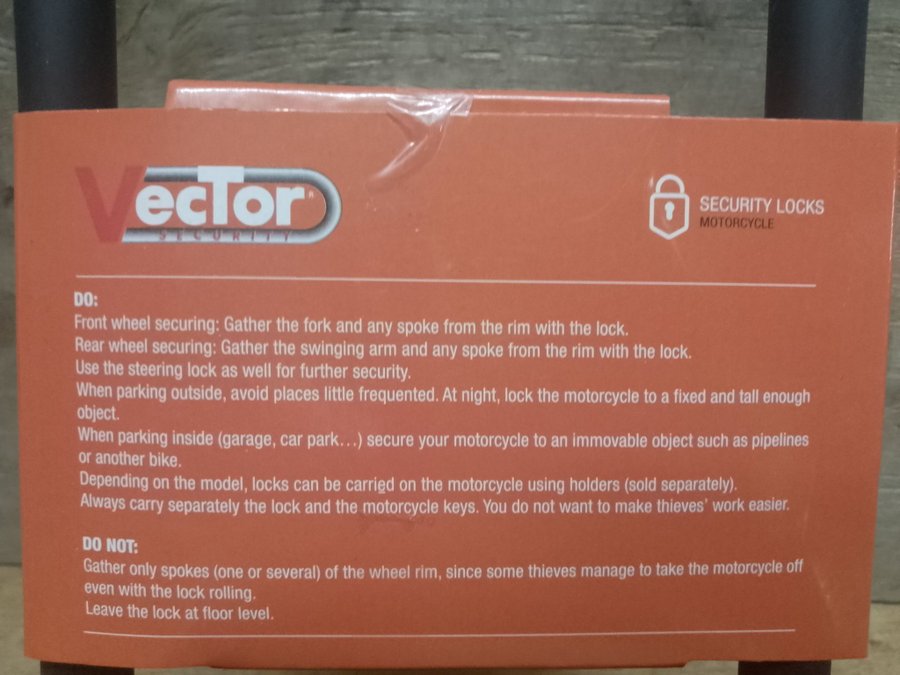 VecTor®
SECURITY
SECURITY LOCKS
MOTORCYCLE
DO:
Front wheel securing: Gather the fork and any spoke from the rim with the lock.
Rear wheel securing: Gather the swinging arm and any spoke from the rim with the lock.
Use the steering lock as well for further security.
When parking outside, avoid places little frequented. At night, lock the motorcycle to a fixed and tall enough
object.
When parking inside (garage, car park…) secure your motorcycle to an immovable object such as pipelines
or another bike.
Depending on the model, locks can be carried on the motorcycle using holders (sold separately).
Always carry separately the lock and the motorcycle keys. You do not want to make thieves' work easier.
DO NOT:
Gather only spokes (one or several) of the wheel rim, since some thieves manage to take the motorcycle off
even with the lock rolling.
Leave the lock at floor level.